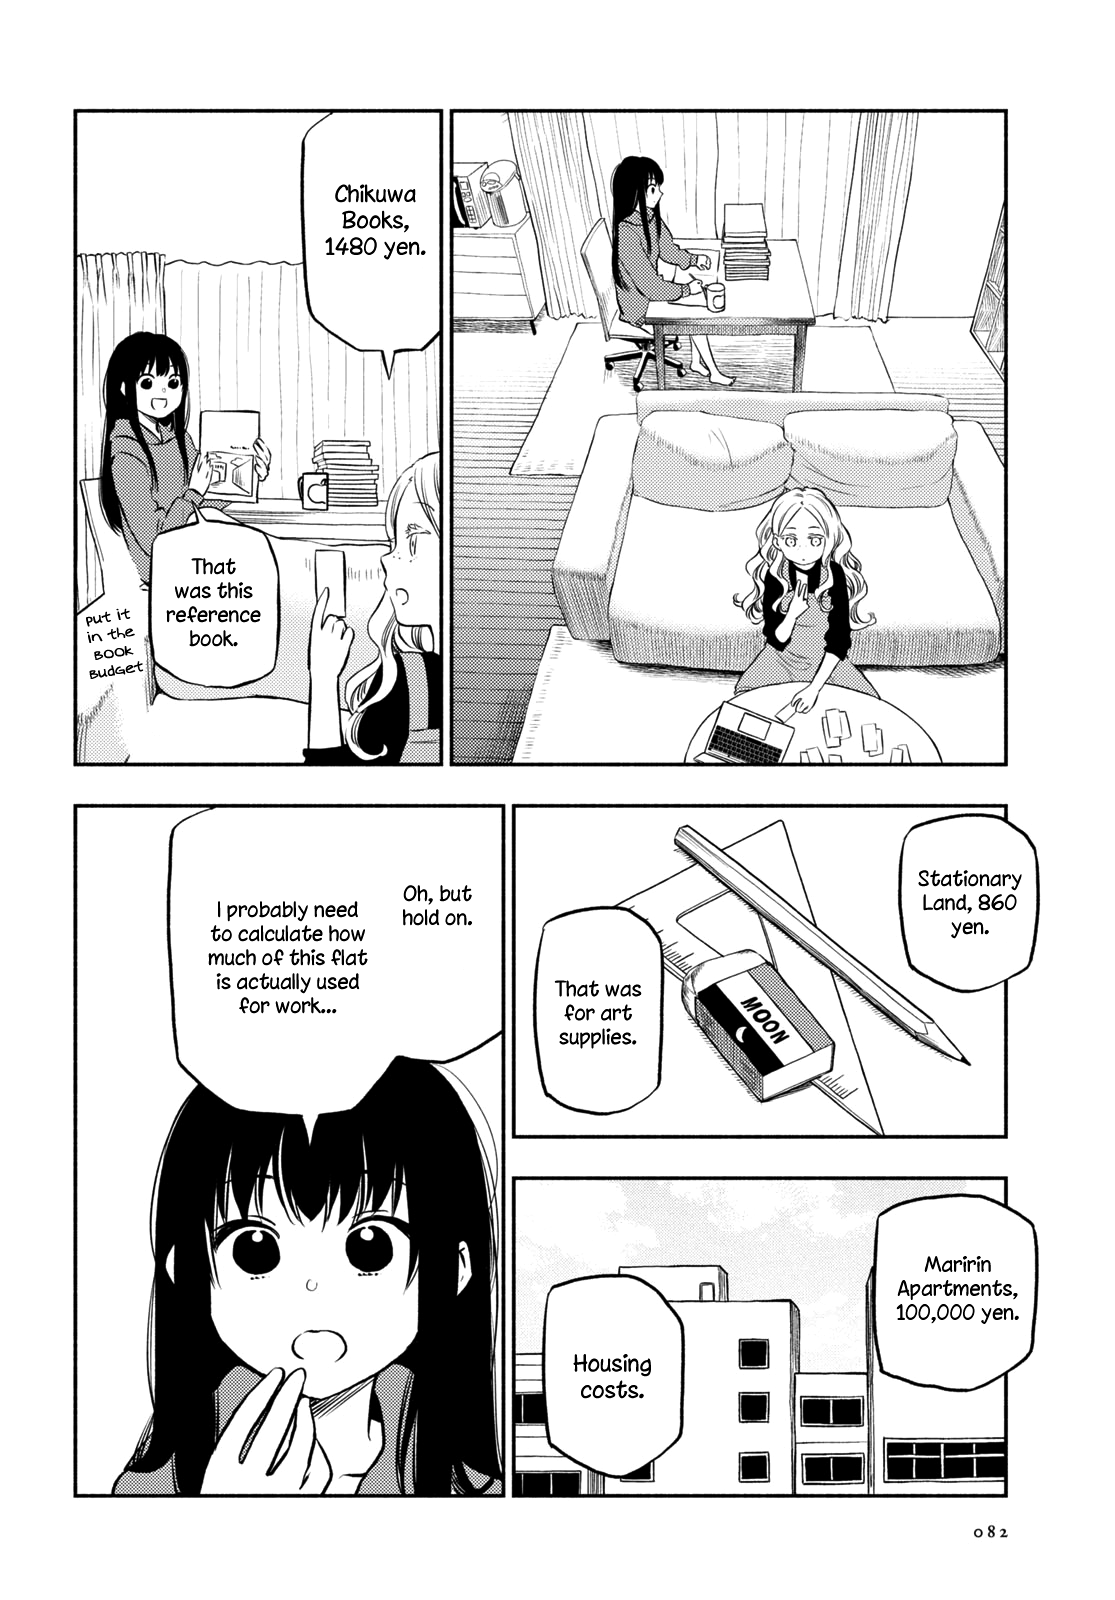 Chikuwa
Books,
1480 yen.
That
was this
reference
book.
Put it
in the
Book
Budget
Stationary
Land, 860
yen.
MOON
That was
for art
supplies.
Maririn
Apartments,
100,000 yen.
Housing
costs.
Oh, but
hold on.
I probably need
to calculate how
much of this flat
is actually used
for work...
082